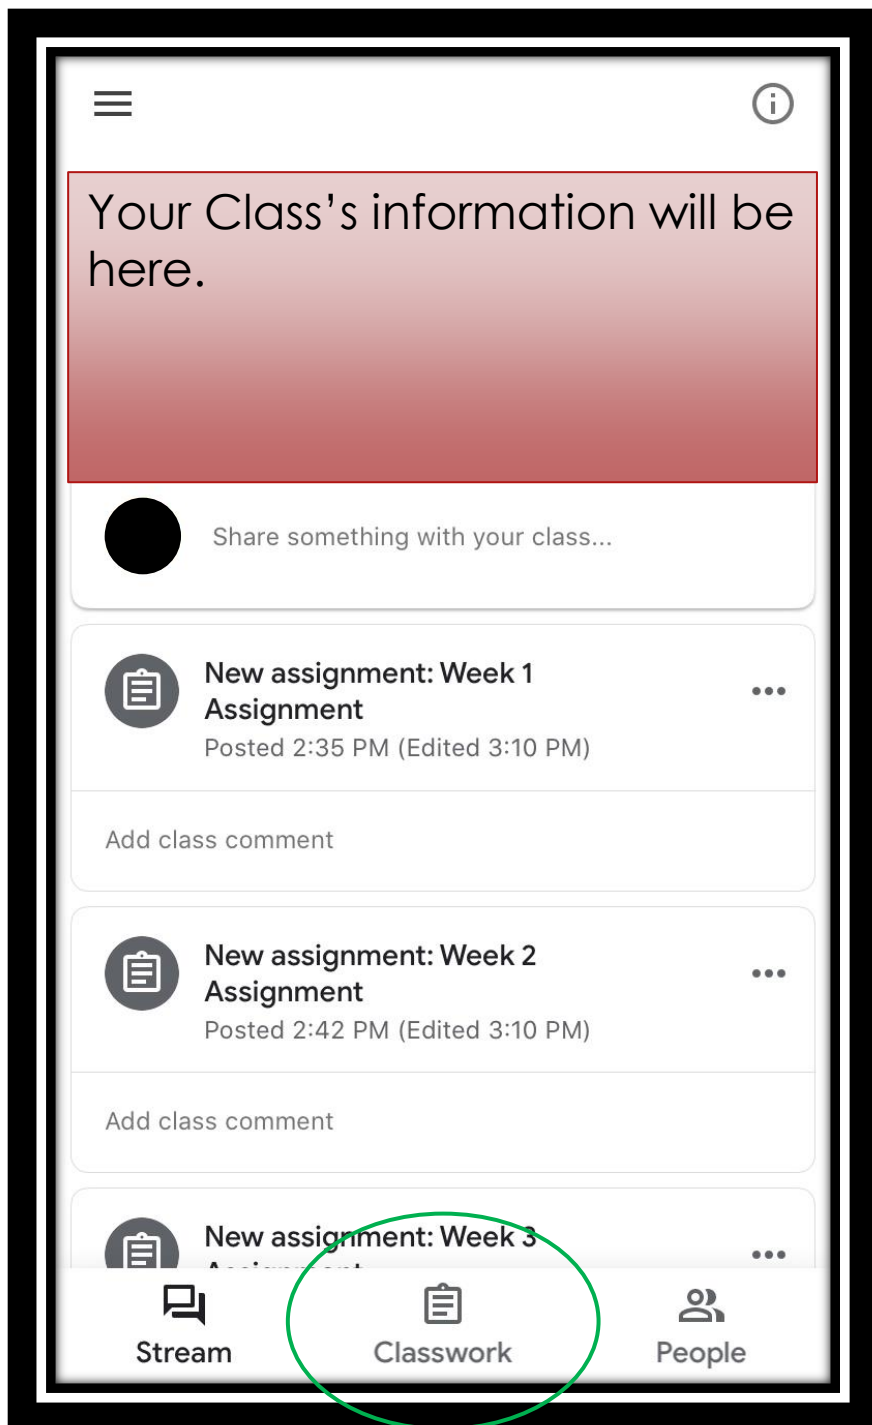 Your Class’s information will be
here.
Share something with your class...
New assignment: Week 1
Assignment
Posted 2:35 PM (Edited 3:10 PM)
Add class comment
New assignment: Week 2
Assignment
Posted 2:42 PM (Edited 3:10 PM)
Add class comment
New assignment: Week 3
Stream
Classwork
People